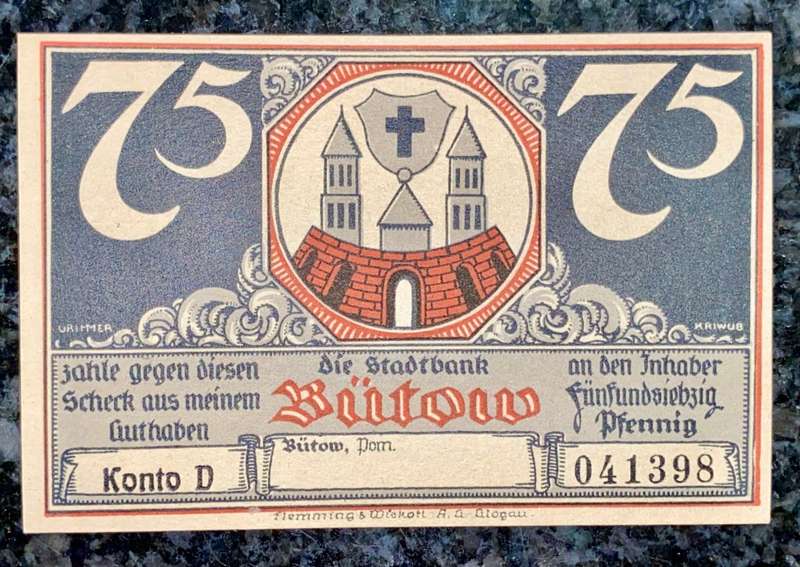 75 75
URIMMER KRIWUB
zahle gegen diesen
Scheck aus meinem
Guthaben
die Stadtbank
Bütow
an den Inhaber
Fünfundsiebzig
Pfennig
Konto D
Bütow, Pom.
041398
Flemming & Wiskott A. G. Glogau.